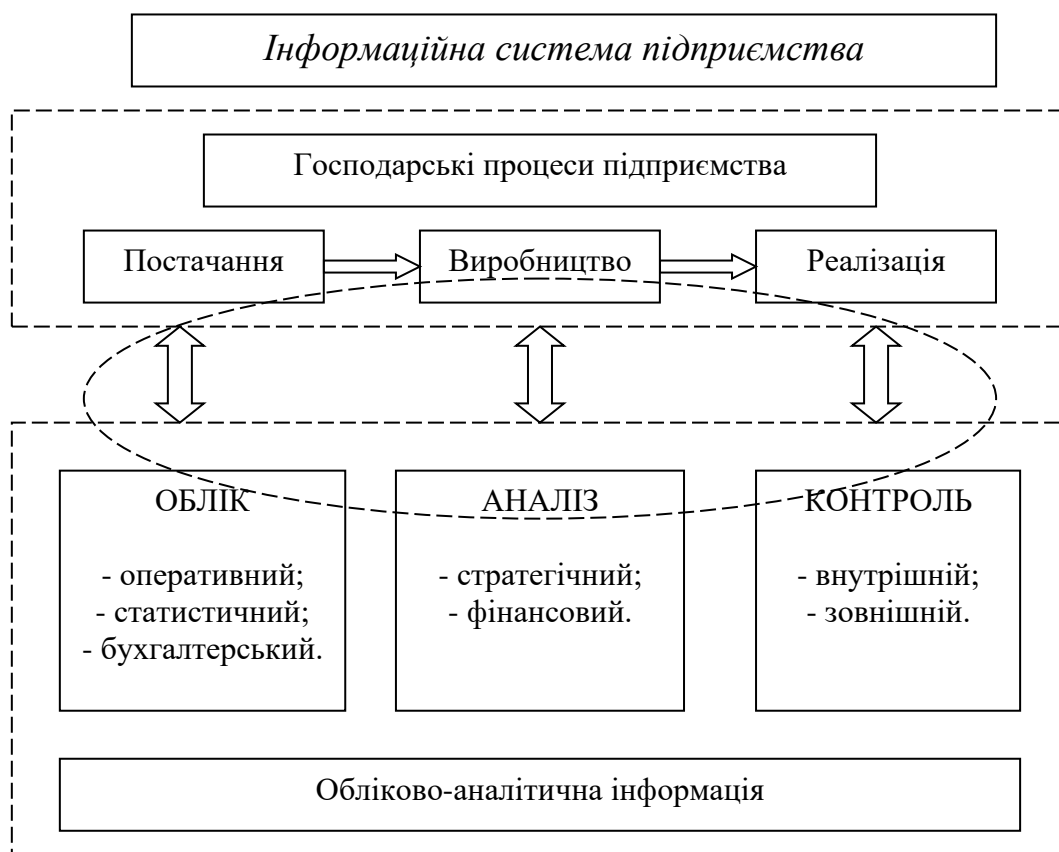 Інформаційна система підприємства
Господарські процеси підприємства
Постачання
Виробництво
Реалізація
ОБЛІК
- оперативний;
- статистичний;
- бухгалтерський.
АНАЛІЗ
- стратегічний;
- фінансовий.
КОНТРОЛЬ
- внутрішній;
- зовнішній.
Обліково-аналітична інформація